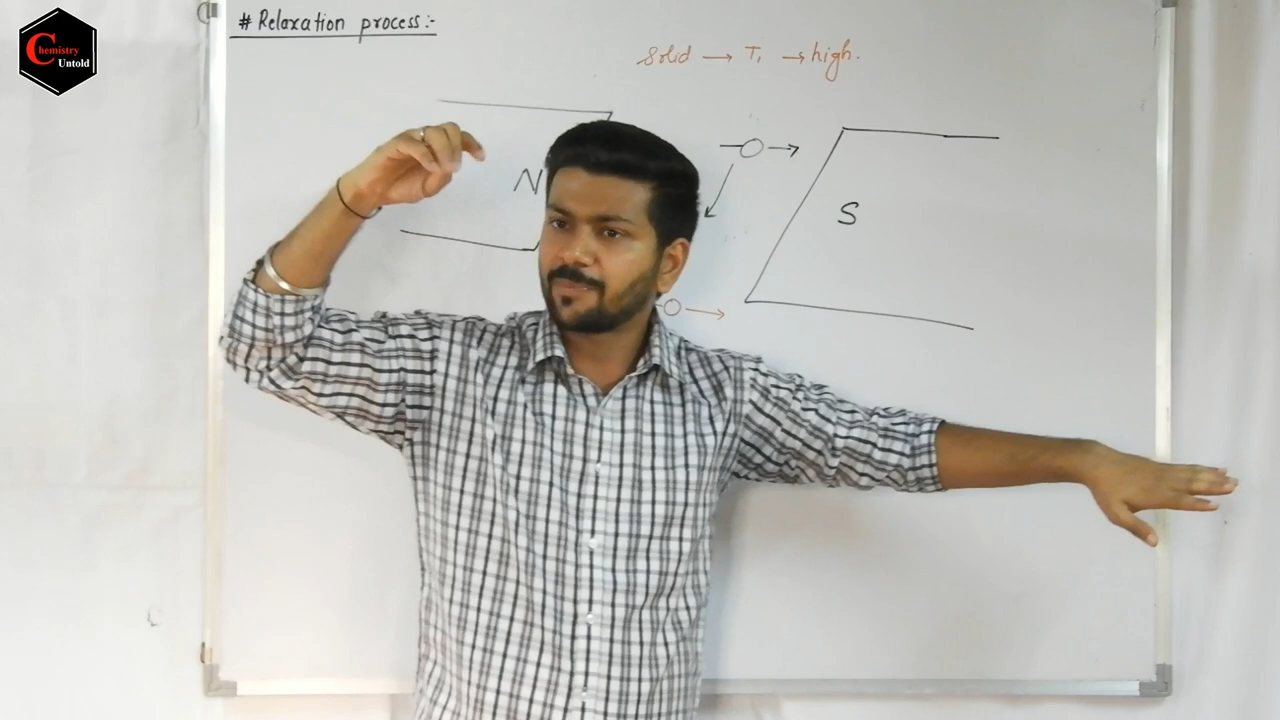 Chemistry
Untold
# Relaxation process:-
Solid → T₁ → high.
N
S